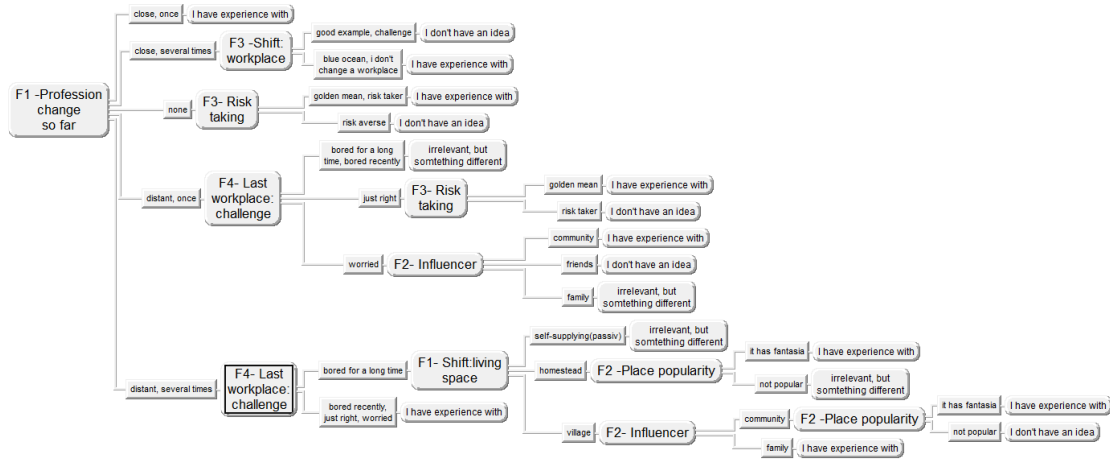 F1 -Profession
change
so far
close, once
I have experience with
close, several times
F3 -Shift:
workplace
good example, challenge
I don't have an idea
blue ocean, i don't
change a workplace
I have experience with
none
F3- Risk
taking
golden mean, risk taker
I have experience with
risk averse
I don't have an idea
distant, once
F4- Last
workplace:
challenge
bored for a long
time, bored recently
irrelevant, but
somtething different
just right
F3- Risk
taking
golden mean
I have experience with
risk taker
I don't have an idea
worried
F2- Influencer
community
I have experience with
friends
I don't have an idea
family
irrelevant, but
somtething different
distant, several times
F4- Last
workplace:
challenge
bored for a long time
F1- Shift:living
space
self-supplying(passiv)
irrelevant, but
somtething different
homestead
F2 -Place popularity
it has fantasia
I have experience with
not popular
irrelevant, but
somtething different
village
F2- Influencer
community
F2 -Place popularity
it has fantasia
I have experience with
not popular
I don't have an idea
family
I have experience with
bored recently,
just right, worried
I have experience with